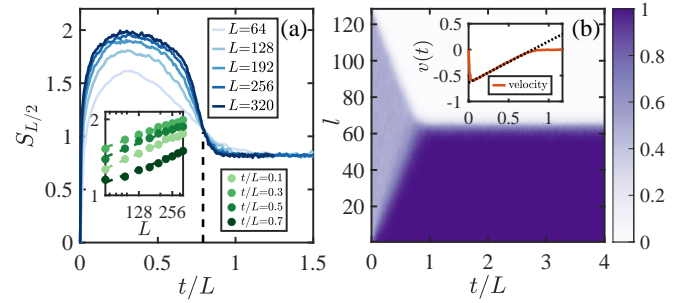 (a)
L=64
L=128
L=192
L=256
L=320
S_{L/2}
2
1.5
1
0.5
0
2
1
128 256
L
t/L=0.1
t/L=0.3
t/L=0.5
t/L=0.7
0 0.5 1 1.5
t/L
(b)
l
120
100
80
60
40
20
v(t)
0.5
0
-0.5
-1
0 0.5 1
velocity
0 1 2 3 4
t/L
1
0.8
0.6
0.4
0.2
0